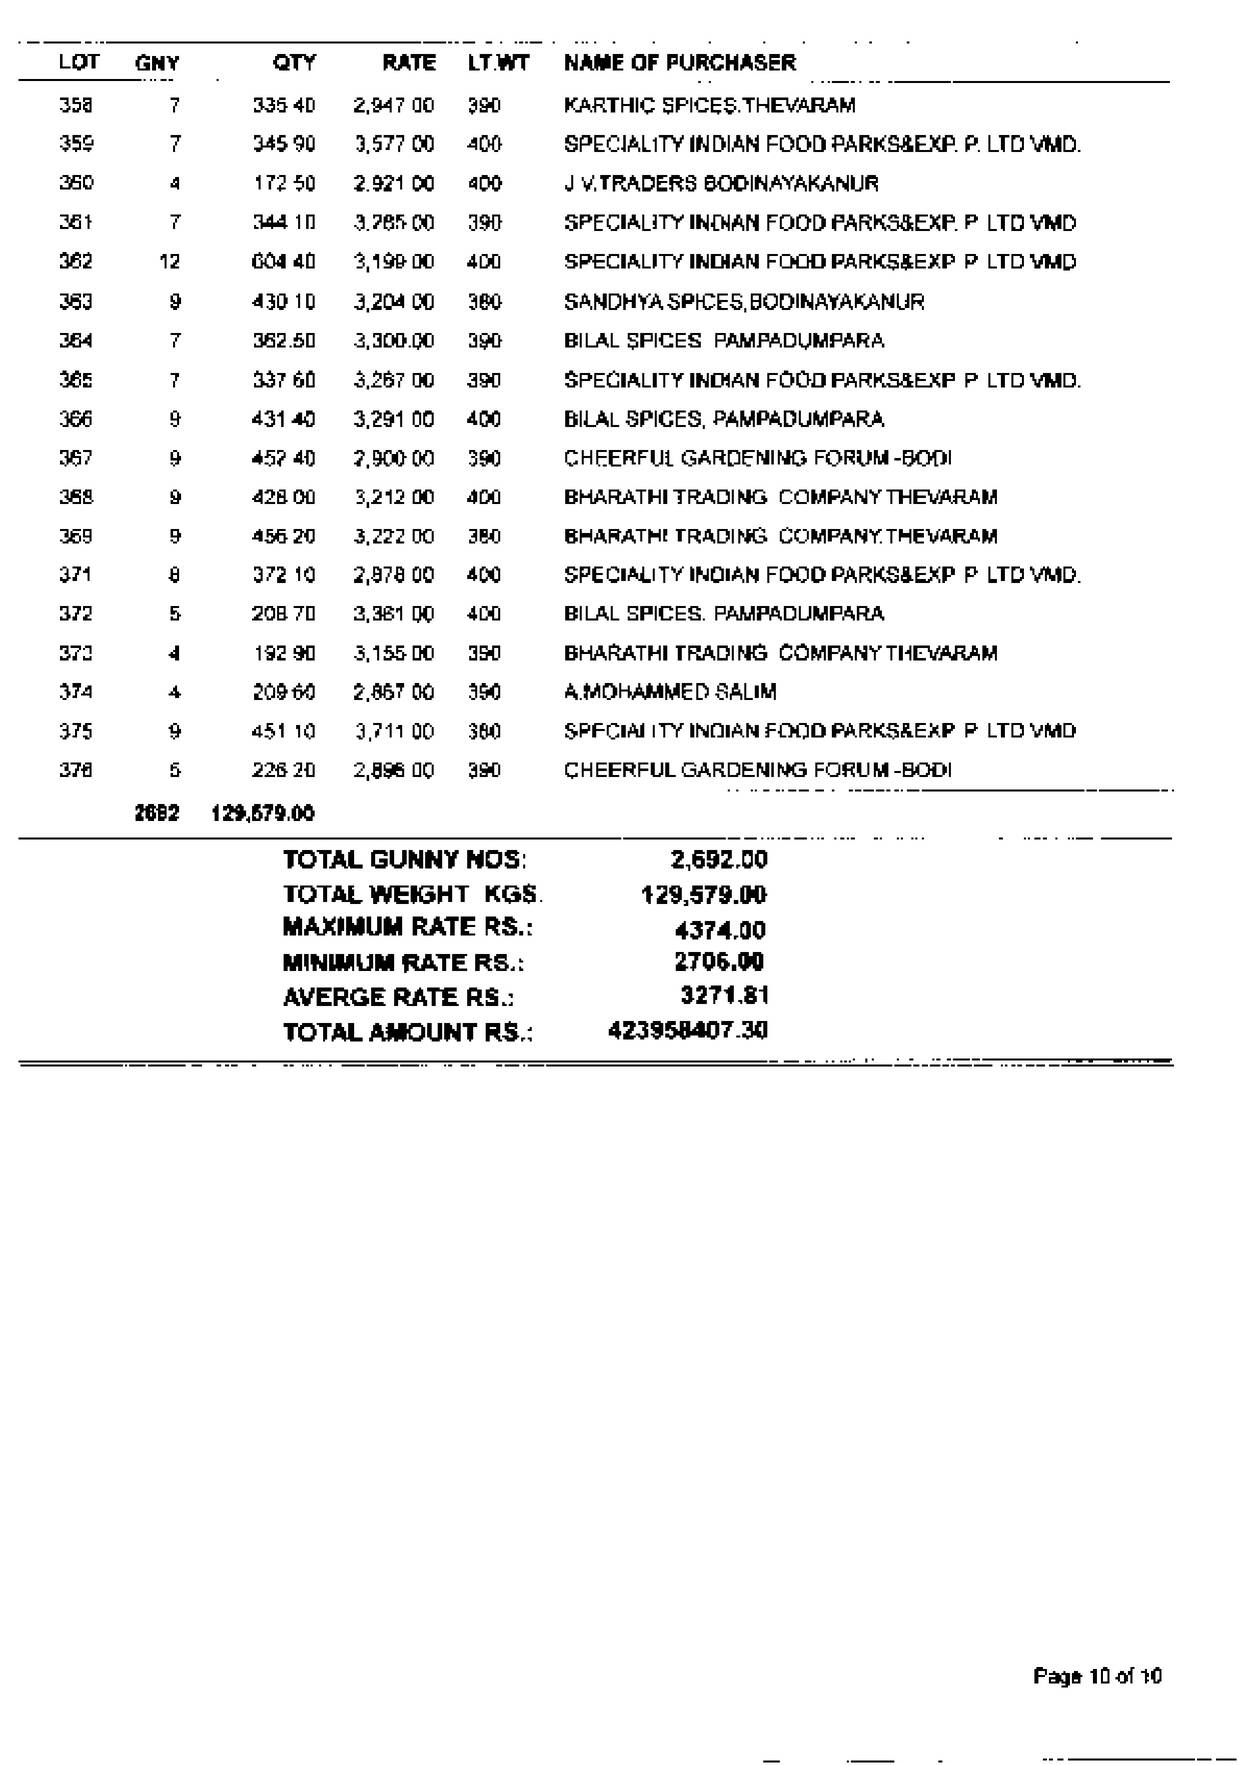 LOT GNY QTY RATE LT.WT NAME OF PURCHASER
358 7 336 40 2,947 00 390 KARTHIC SPICES.THEVARAM
359 7 345 90 3,577 00 400 SPECIALITY INDIAN FOOD PARKS&EXP. P. LTD VMD.
360 4 172 50 2,921 00 400 J V.TRADERS BODINAYAKANUR
361 7 344 10 3,265 00 390 SPECIALITY INDIAN FOOD PARKS&EXP. P LTD VMD
362 12 604 40 3,199 00 400 SPECIALITY INDIAN FOOD PARKS&EXP P LTD VMD
363 9 430 10 3,204 00 380 SANDHYA SPICES,BODINAYAKANUR
364 7 362.50 3,300.00 390 BILAL SPICES PAMPADUMPARA
365 7 337 60 3,267 00 390 SPECIALITY INDIAN FOOD PARKS&EXP P LTD VMD.
366 9 431 40 3,291 00 400 BILAL SPICES, PAMPADUMPARA
367 9 452 40 2,900 00 390 CHEERFUL GARDENING FORUM -BODI
368 9 428 00 3,212 00 400 BHARATHI TRADING COMPANY THEVARAM
369 9 456 20 3,222 00 380 BHARATHI TRADING COMPANY.THEVARAM
371 8 372 10 2,978 00 400 SPECIALITY INDIAN FOOD PARKS&EXP P LTD VMD.
372 5 208 70 3,361 00 400 BILAL SPICES. PAMPADUMPARA
373 4 192 90 3,155 00 390 BHARATHI TRADING COMPANY THEVARAM
374 4 209 60 2,867 00 390 A.MOHAMMED SALIM
375 9 451 10 3,711 00 380 SPECIALITY INDIAN FOOD PARKS&EXP P LTD VMD
376 5 226 20 2,896 00 390 CHEERFUL GARDENING FORUM -BODI
2692 129,579.00
TOTAL GUNNY NOS: 2,692.00
TOTAL WEIGHT KGS. 129,579.00
MAXIMUM RATE RS.: 4374.00
MINIMUM RATE RS.: 2706.00
AVERGE RATE RS.: 3271.81
TOTAL AMOUNT RS.: 423958407.30
Page 10 of 10